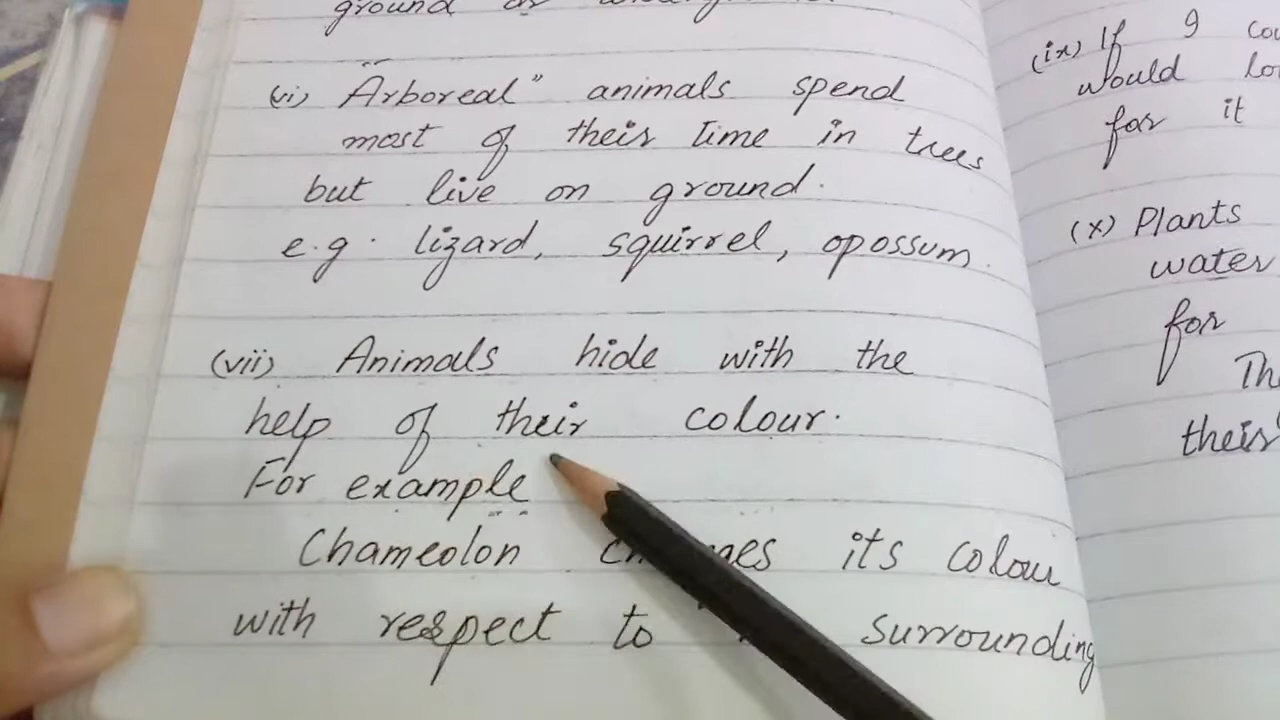 ground
(vi) "Arboreal" animals spend
most of their time in trees
but live on ground.
e.g. lizard, squirrel, opossum.
(vii) Animals hide with the
help of their colour.
For example
Chameolon its colour
with respect to surrounding
(ix) If I
would
for it
(x) Plants
water
for
their